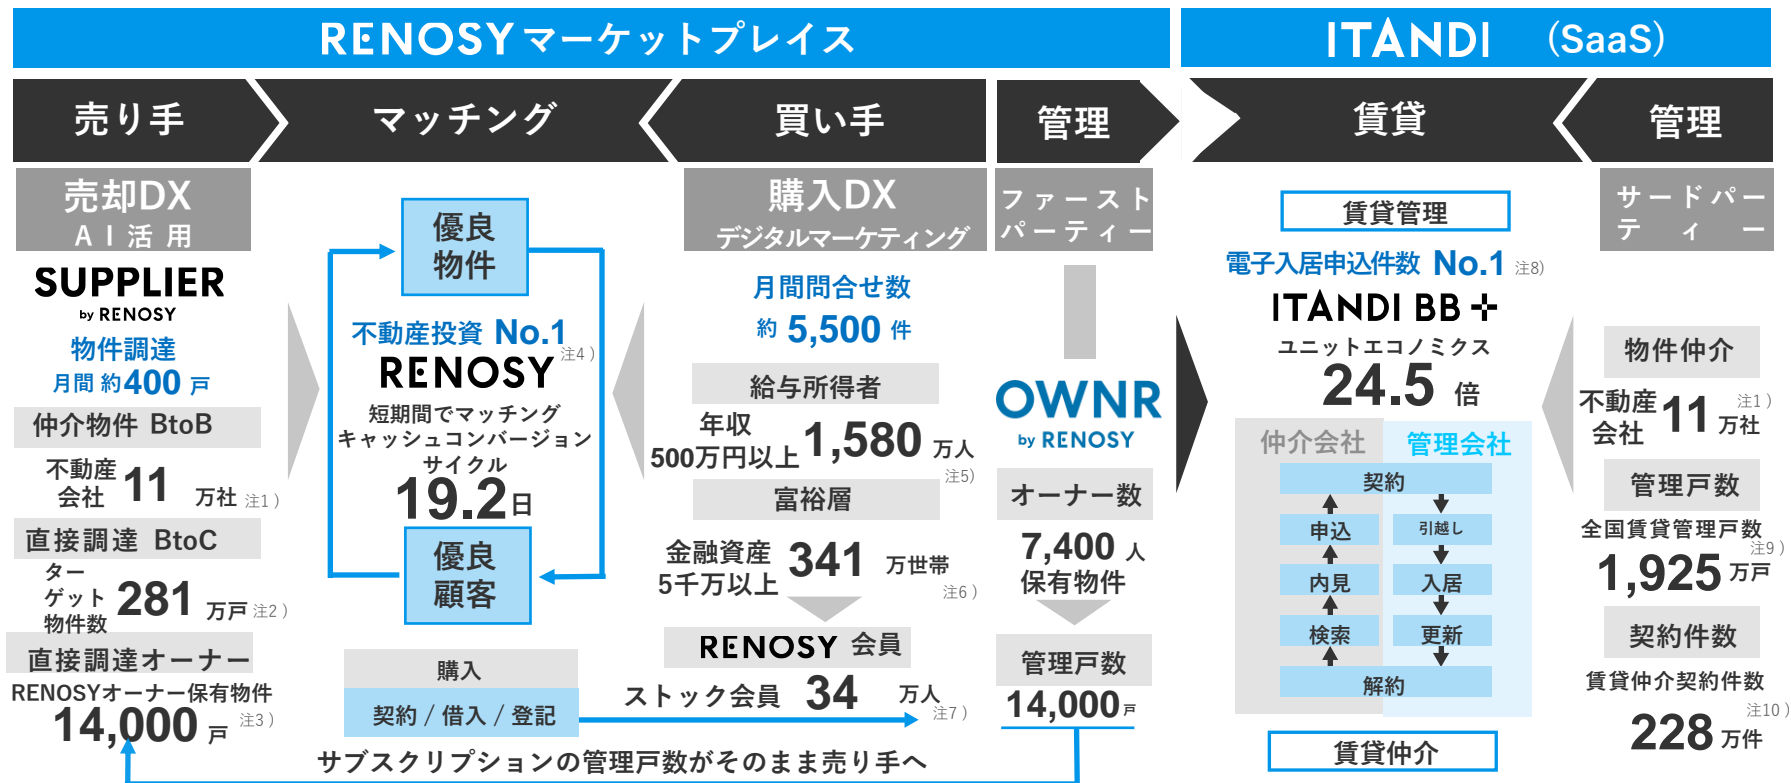 RENOSY マーケットプレイス
ITANDI (SaaS)
売り手
マッチング
買い手
管理
賃貸
管理
売却DX
AI活用
SUPPLIER
by RENOSY
物件調達
月間 約400 戸
仲介物件 BtoB
不動産
会社 11 万社 注1）
直接調達 BtoC
ター
ゲット
物件数 281 万戸 注2）
直接調達オーナー
RENOSYオーナー保有物件
14,000 戸 注3）
優良
物件
不動産投資 No.1
注4）
RENOSY
短期間でマッチング
キャッシュコンバージョン
サイクル
19.2日
優良
顧客
購入
契約 / 借入 / 登記
サブスクリプションの管理戸数がそのまま売り手へ
購入DX
デジタルマーケティング
月間問合せ数
約 5,500 件
給与所得者
年収
500万円以上 1,580 万人
注5）
富裕層
金融資産
5千万以上 341 万世帯
注6）
RENOSY 会員
ストック会員 34 万人
注7）
ファースト
パーティー
OWNR
by RENOSY
オーナー数
7,400 人
保有物件
管理戸数
14,000 戸
賃貸管理
電子入居申込件数 No.1 注8）
ITANDI BB +
ユニットエコノミクス
24.5 倍
仲介会社
管理会社
契約
申込
引越し
内見
入居
検索
更新
解約
賃貸仲介
サードパー
ティー
物件仲介
不動産
会社 11 万社 注1）
管理戸数
全国賃貸管理戸数
注9）
1,925 万戸
契約件数
賃貸仲介契約件数
注10）
228 万件